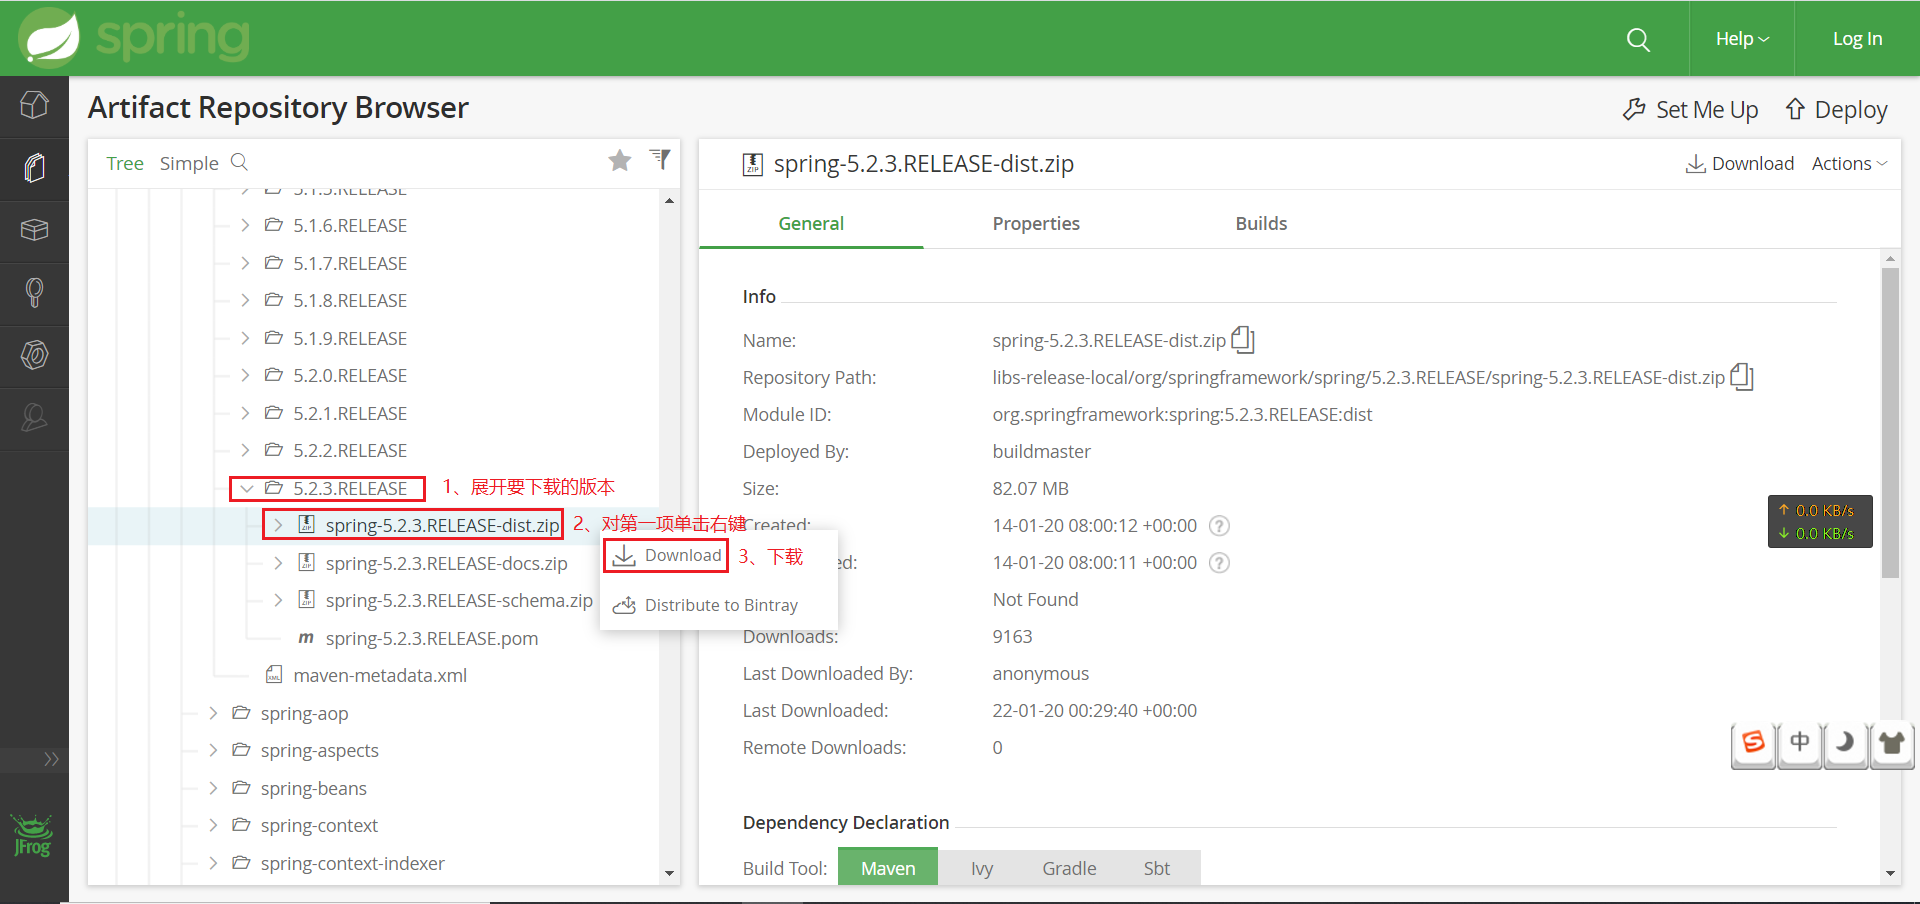 spring
Help
Log In
Artifact Repository Browser
Set Me Up
Deploy
Tree Simple
5.1.5.RELEASE
5.1.6.RELEASE
5.1.7.RELEASE
5.1.8.RELEASE
5.1.9.RELEASE
5.2.0.RELEASE
5.2.1.RELEASE
5.2.2.RELEASE
5.2.3.RELEASE 1、展开要下载的版本
spring-5.2.3.RELEASE-dist.zip 2、对第一项单击右键
spring-5.2.3.RELEASE-docs.zip
spring-5.2.3.RELEASE-schema.zip
m spring-5.2.3.RELEASE.pom
maven-metadata.xml
spring-aop
spring-aspects
spring-beans
spring-context
spring-context-indexer
Download 3、下载
Distribute to Bintray
spring-5.2.3.RELEASE-dist.zip
Download Actions
General Properties Builds
Info
Name: spring-5.2.3.RELEASE-dist.zip
Repository Path: libs-release-local/org/springframework/spring/5.2.3.RELEASE/spring-5.2.3.RELEASE-dist.zip
Module ID: org.springframework:spring:5.2.3.RELEASE:dist
Deployed By: buildmaster
Size: 82.07 MB
Created: 14-01-20 08:00:12 +00:00
ed: 14-01-20 08:00:11 +00:00
Not Found
Downloads: 9163
Last Downloaded By: anonymous
Last Downloaded: 22-01-20 00:29:40 +00:00
Remote Downloads: 0
Dependency Declaration
Build Tool: Maven Ivy Gradle Sbt
↑ 0.0 KB/s
↓ 0.0 KB/s
中
JFrog